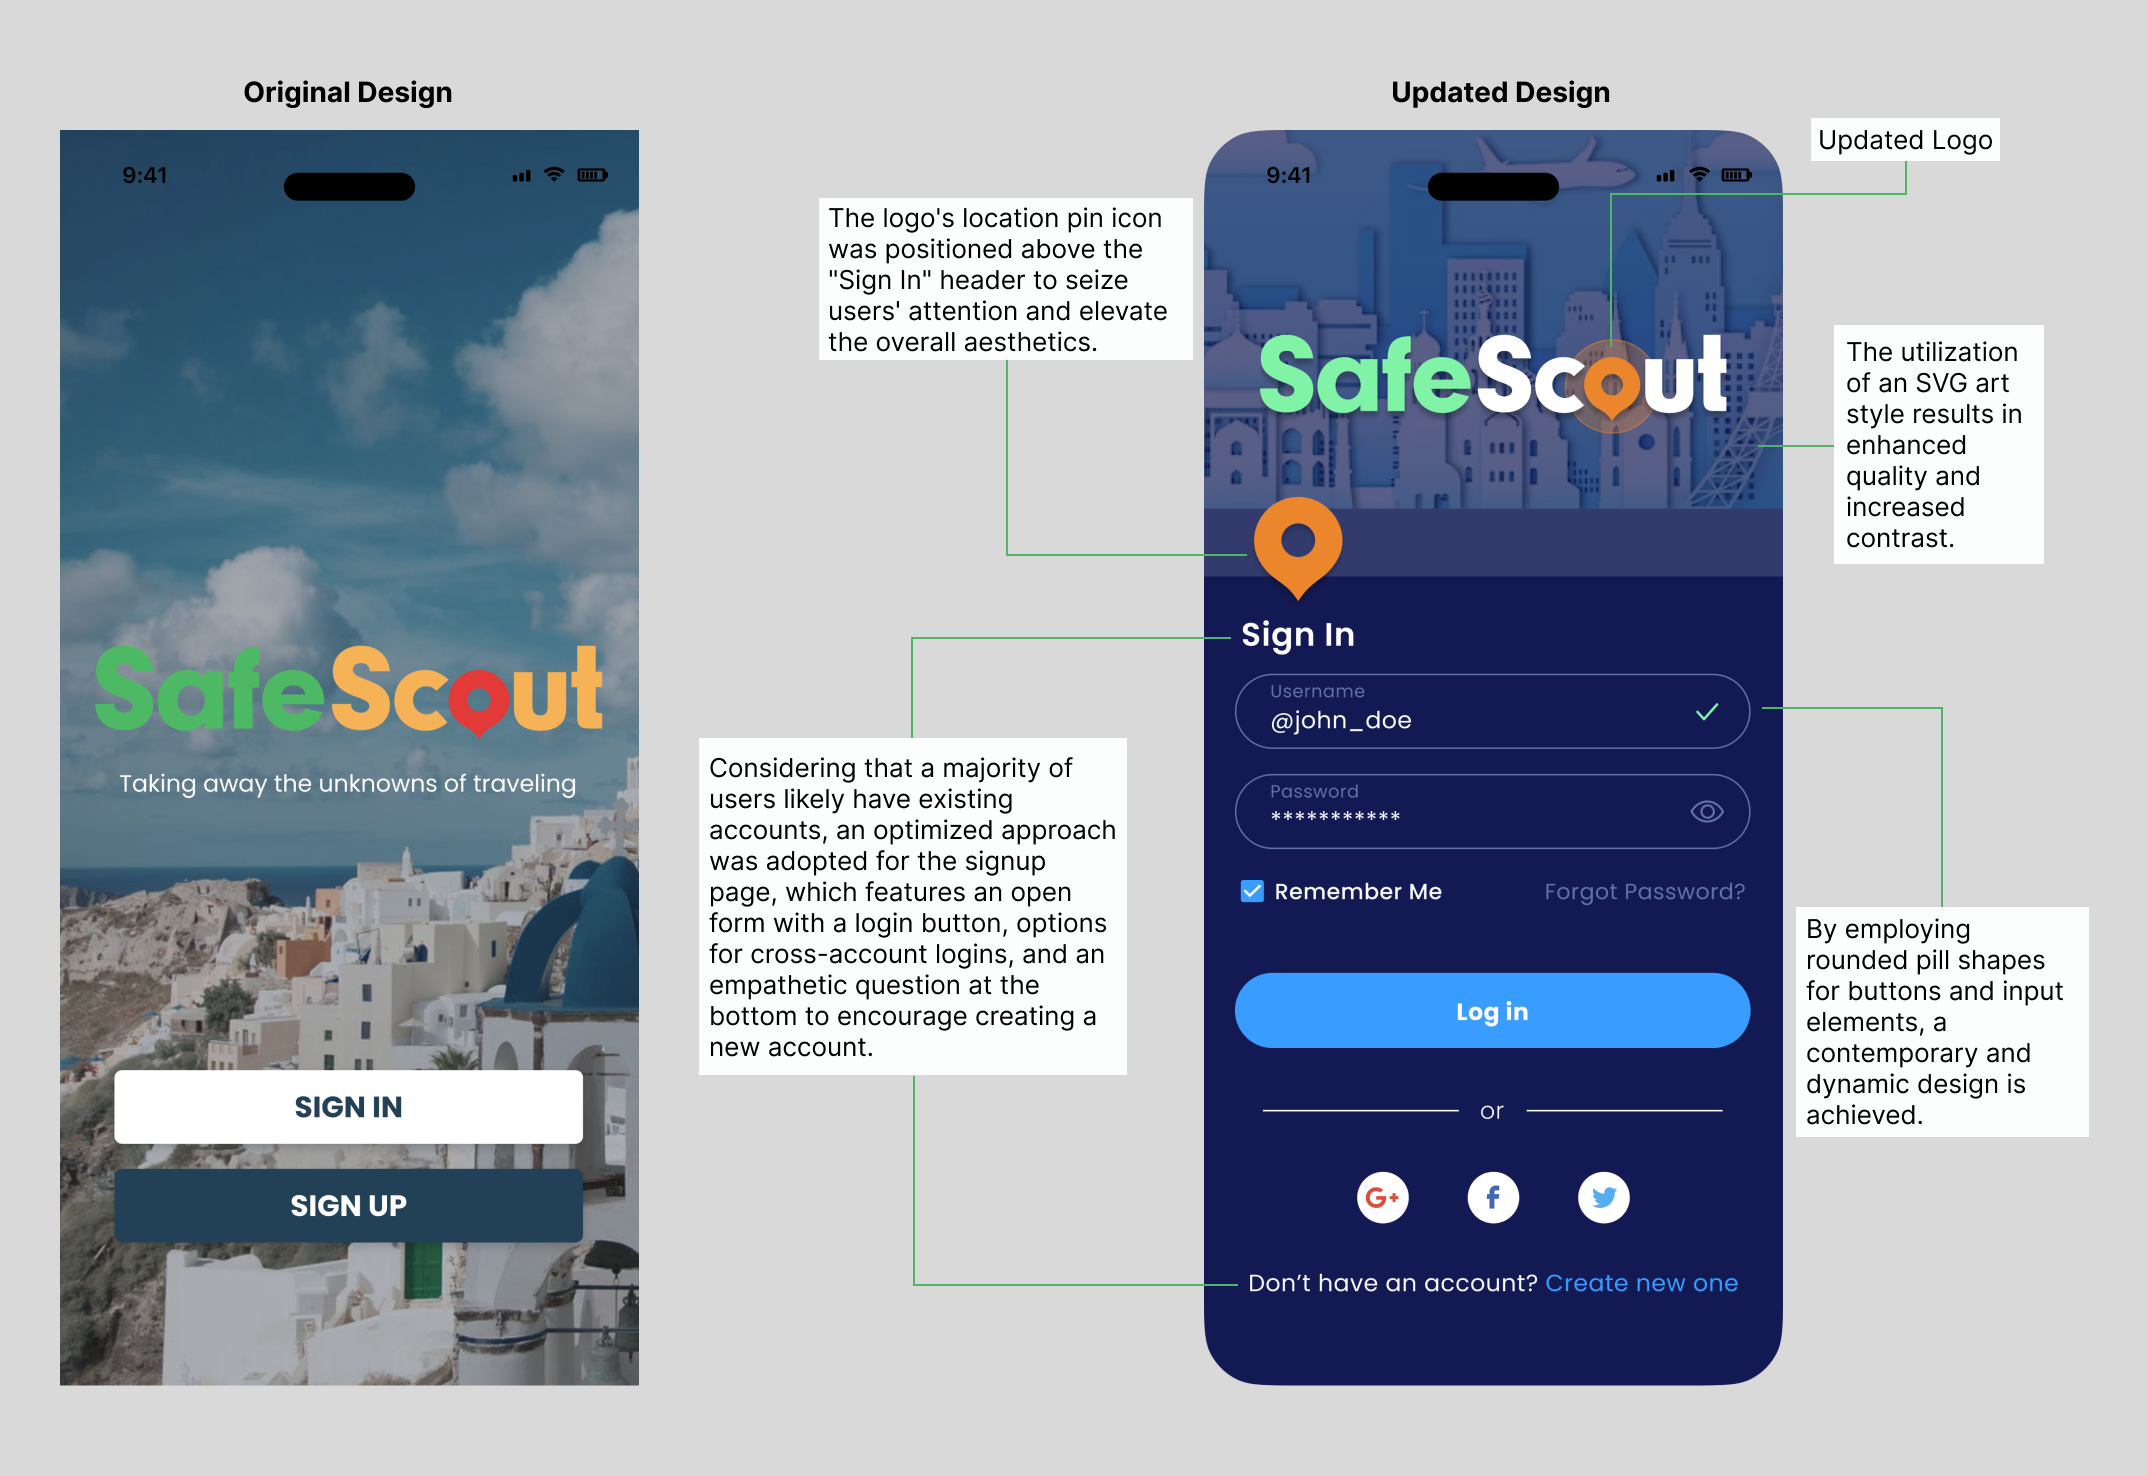 Original Design
9:41
SafeScout
Taking away the unknowns of traveling
SIGN IN
SIGN UP
The logo's location pin icon
was positioned above the
"Sign In" header to seize
users' attention and elevate
the overall aesthetics.
Considering that a majority of
users likely have existing
accounts, an optimized approach
was adopted for the signup
page, which features an open
form with a login button, options
for cross-account logins, and an
empathetic question at the
bottom to encourage creating a
new account.
Updated Design
9:41
SafeScout
Sign In
Username
@john_doe
Password
***********
Remember Me
Forgot Password?
Log in
or
G+
f
Don’t have an account? Create new one
Updated Logo
The utilization
of an SVG art
style results in
enhanced
quality and
increased
contrast.
By employing
rounded pill shapes
for buttons and input
elements, a
contemporary and
dynamic design is
achieved.